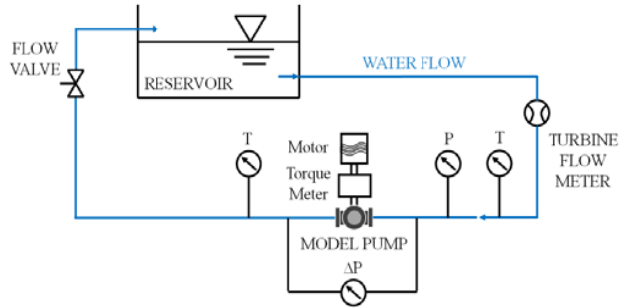 FLOW
VALVE
RESERVOIR
WATER FLOW
TURBINE
FLOW
METER
T
Motor
Torque
Meter
P
T
MODEL PUMP
ΔP